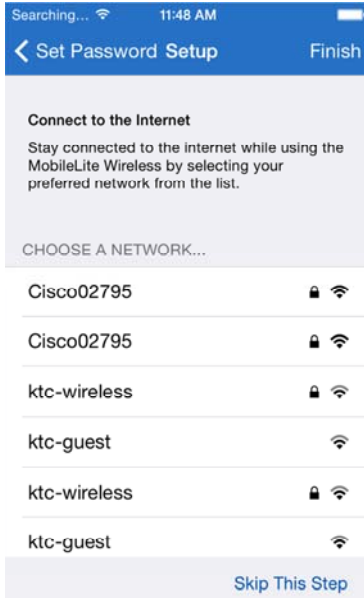 Searching... 11:48 AM
Set Password Setup Finish
Connect to the Internet
Stay connected to the internet while using the
MobileLite Wireless by selecting your
preferred network from the list.
CHOOSE A NETWORK...
Cisco02795
Cisco02795
ktc-wireless
ktc-guest
ktc-wireless
ktc-guest
Skip This Step